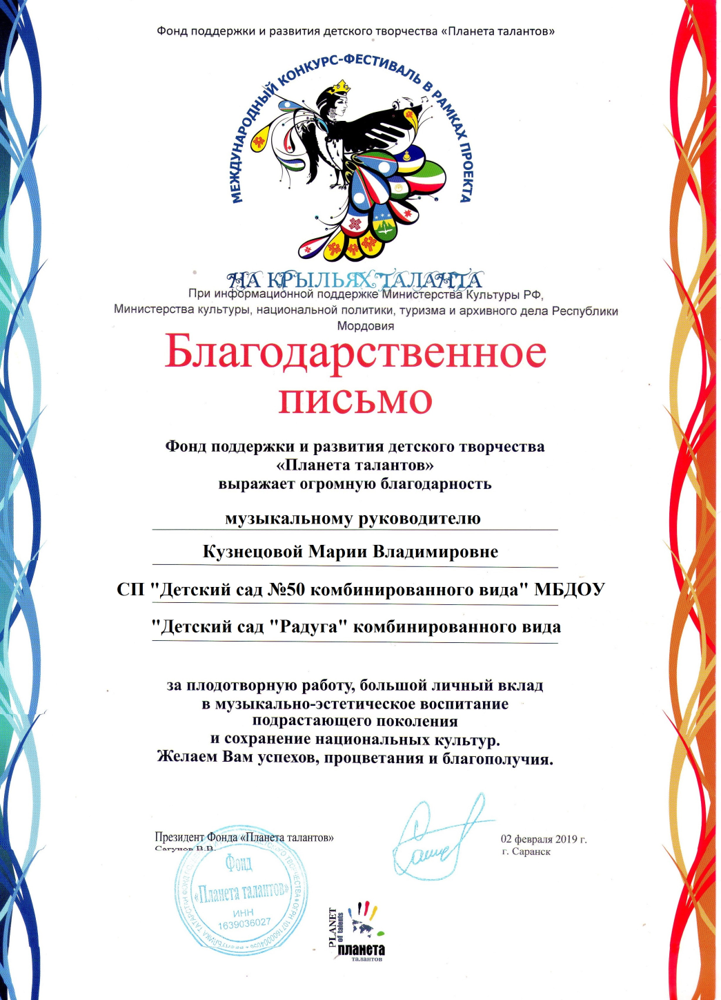 Фонд поддержки и развития детского творчества «Планета талантов»
МЕЖДУНАРОДНЫЙ КОНКУРС-ФЕСТИВАЛЬ В РАМКАХ ПРОЕКТА
НА КРЫЛЬЯХ ТАЛАНТА
При информационной поддержке Министерства Культуры РФ,
Министерства культуры, национальной политики, туризма и архивного дела Республики
Мордовия
Благодарственное
письмо
Фонд поддержки и развития детского творчества
«Планета талантов»
выражает огромную благодарность
музыкальному руководителю
Кузнецовой Марии Владимировне
СП "Детский сад №50 комбинированного вида" МБДОУ
"Детский сад "Радуга" комбинированного вида
за плодотворную работу, большой личный вклад
в музыкально-эстетическое воспитание
подрастающего поколения
и сохранение национальных культур.
Желаем Вам успехов, процветания и благополучия.
Президент Фонда «Планета талантов»
В.В.
02 февраля 2019 г.
г. Саранск
Фонд
«Планета талантов»
ИНН
1639036027
PLANET
of talents
планета
талантов